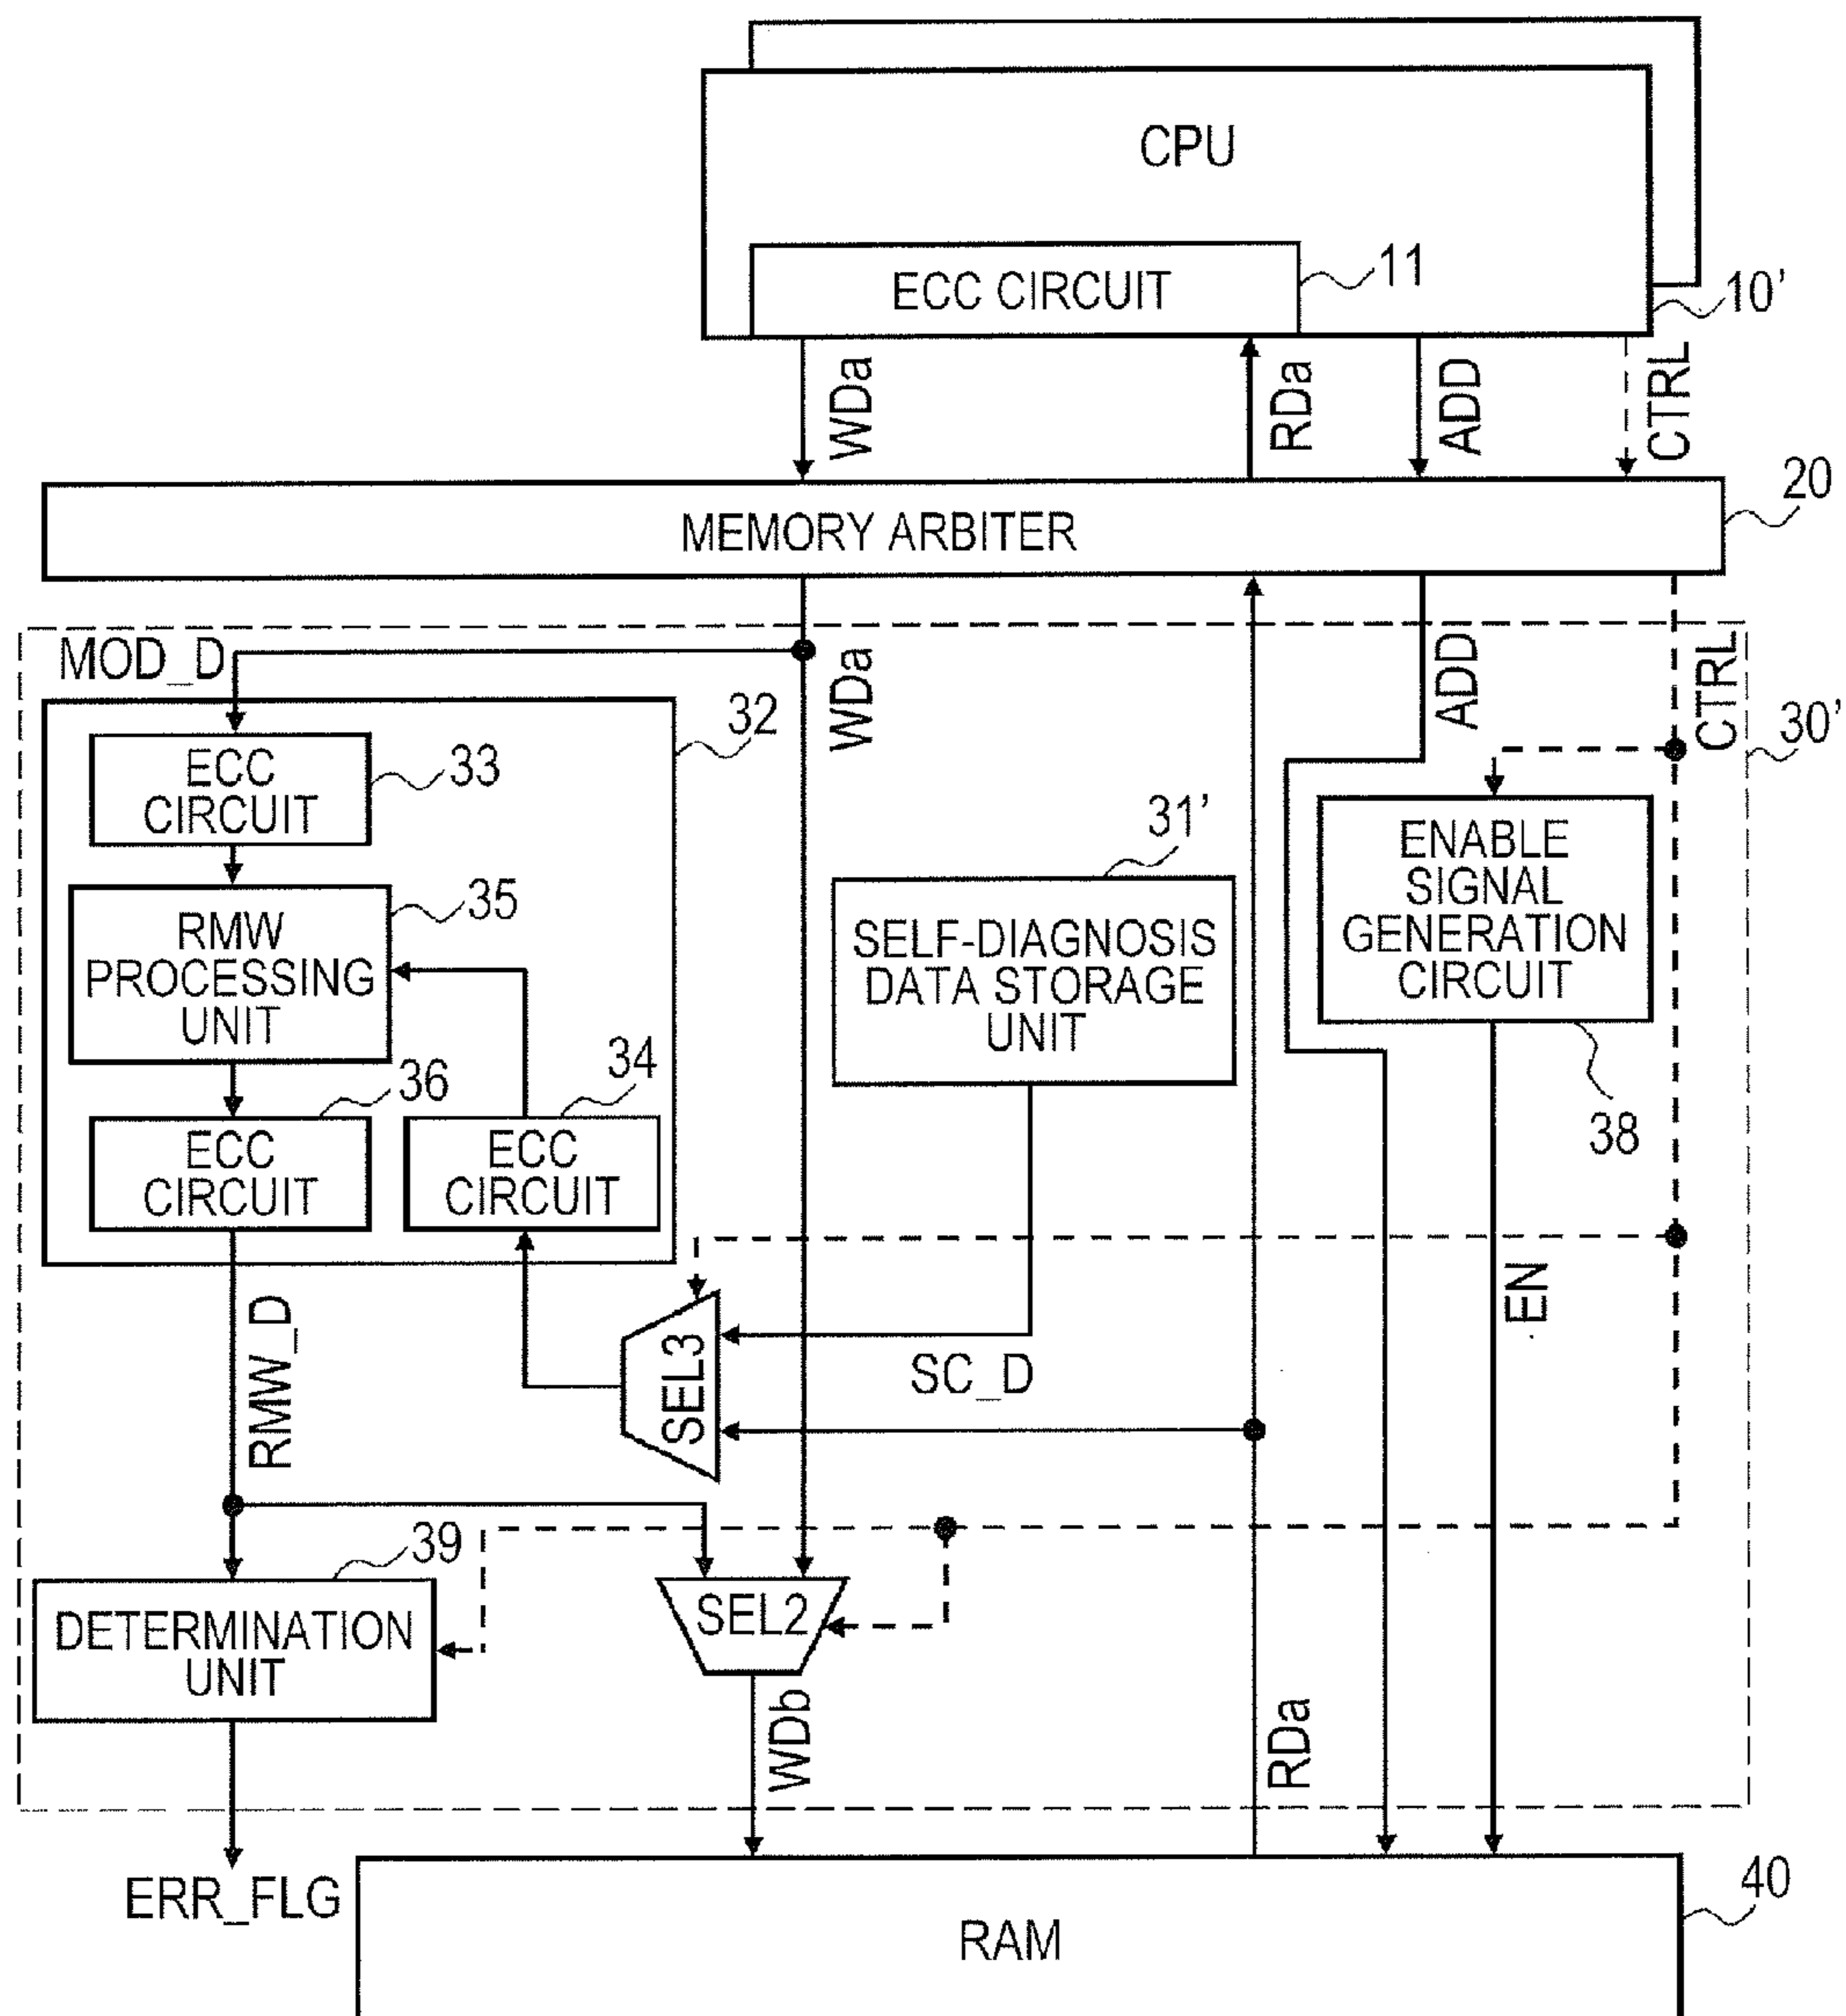 CPU
ECC CIRCUIT
11
10'
WDa
RDa
ADD
CTRL
20
MEMORY ARBITER
MOD_D
WDa
ADD
CTRL
30'
32
ECC
CIRCUIT
33
31'
ENABLE
SIGNAL
GENERATION
CIRCUIT
35
RMW
PROCESSING
UNIT
SELF-DIAGNOSIS
DATA STORAGE
UNIT
36
34
38
ECC
CIRCUIT
ECC
CIRCUIT
RMW_D
SEL3
SC_D
EN
39
DETERMINATION
UNIT
SEL2
WDb
RDa
ERR_FLG
40
RAM